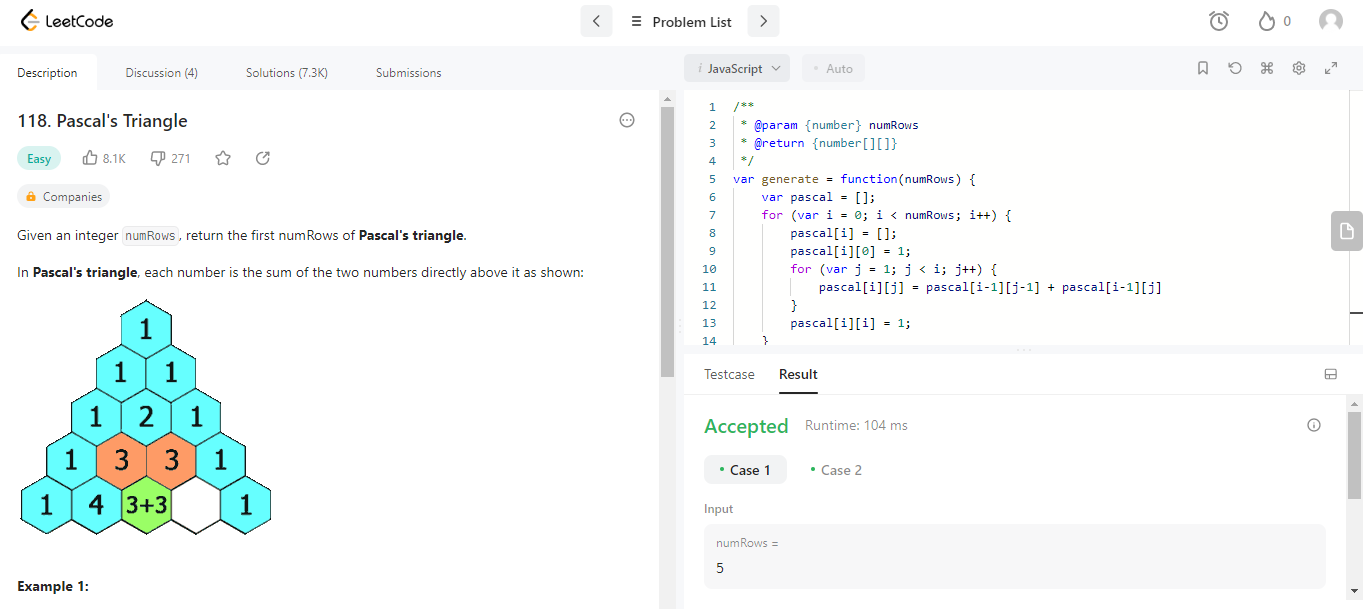 LeetCode
Problem List
0
Description
Discussion (4)
Solutions (7.3K)
Submissions
118. Pascal's Triangle
Easy
8.1K
271
Companies
Given an integer numRows, return the first numRows of Pascal's triangle.
In Pascal's triangle, each number is the sum of the two numbers directly above it as shown:
1
1 1
1 2 1
1 3 3 1
1 4 3+3 1
Example 1:
i JavaScript
Auto
1 /**
2 * @param {number} numRows
3 * @return {number[][]}
4 */
5 var generate = function(numRows) {
6 var pascal = [];
7 for (var i = 0; i < numRows; i++) {
8 pascal[i] = [];
9 pascal[i][0] = 1;
10 for (var j = 1; j < i; j++) {
11 pascal[i][j] = pascal[i-1][j-1] + pascal[i-1][j]
12 }
13 pascal[i][i] = 1;
14 }
Testcase
Result
Accepted
Runtime: 104 ms
Case 1
Case 2
Input
numRows =
5